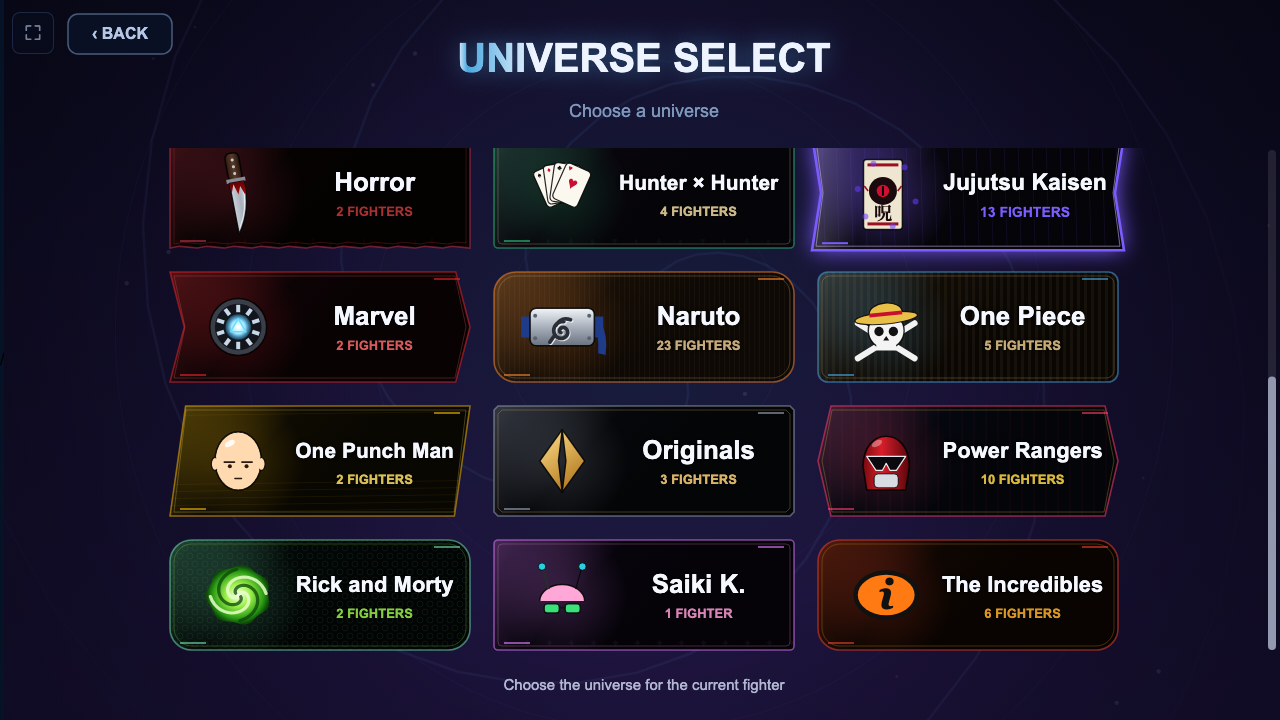 ‹ BACK
UNIVERSE SELECT
Choose a universe
Horror
2 FIGHTERS
Hunter × Hunter
4 FIGHTERS
呪
Jujutsu Kaisen
13 FIGHTERS
Marvel
2 FIGHTERS
Naruto
23 FIGHTERS
One Piece
5 FIGHTERS
One Punch Man
2 FIGHTERS
Originals
3 FIGHTERS
Power Rangers
10 FIGHTERS
Rick and Morty
2 FIGHTERS
Saiki K.
1 FIGHTER
i
The Incredibles
6 FIGHTERS
Choose the universe for the current fighter